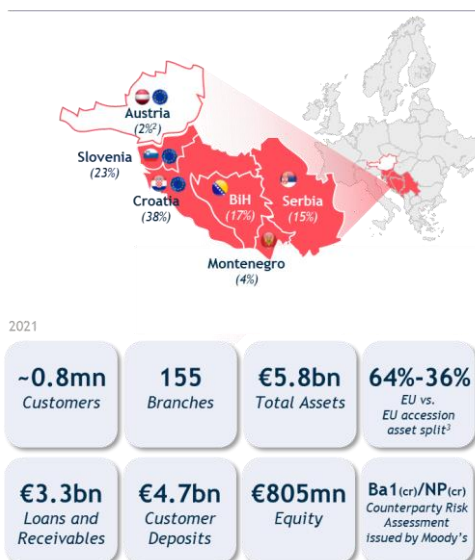 Austria
(2%²)
Slovenia
(23%)
Croatia
(38%)
BiH
(17%)
Serbia
(15%)
Montenegro
(4%)
2021
~0.8mn
Customers
155
Branches
€5.8bn
Total Assets
64%-36%
EU vs.
EU accession
asset split³
€3.3bn
Loans and
Receivables
€4.7bn
Customer
Deposits
€805mn
Equity
Ba1(cr)/NP(cr)
Counterparty Risk
Assessment
issued by Moody's